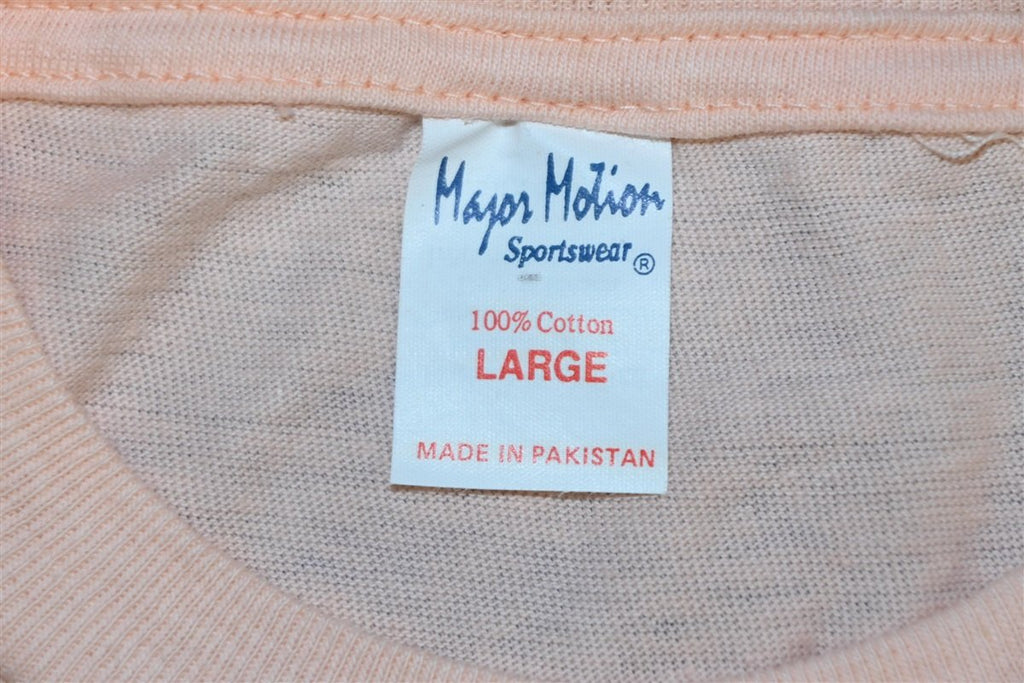 Major Motion
Sportswear ®
100% Cotton
LARGE
MADE IN PAKISTAN